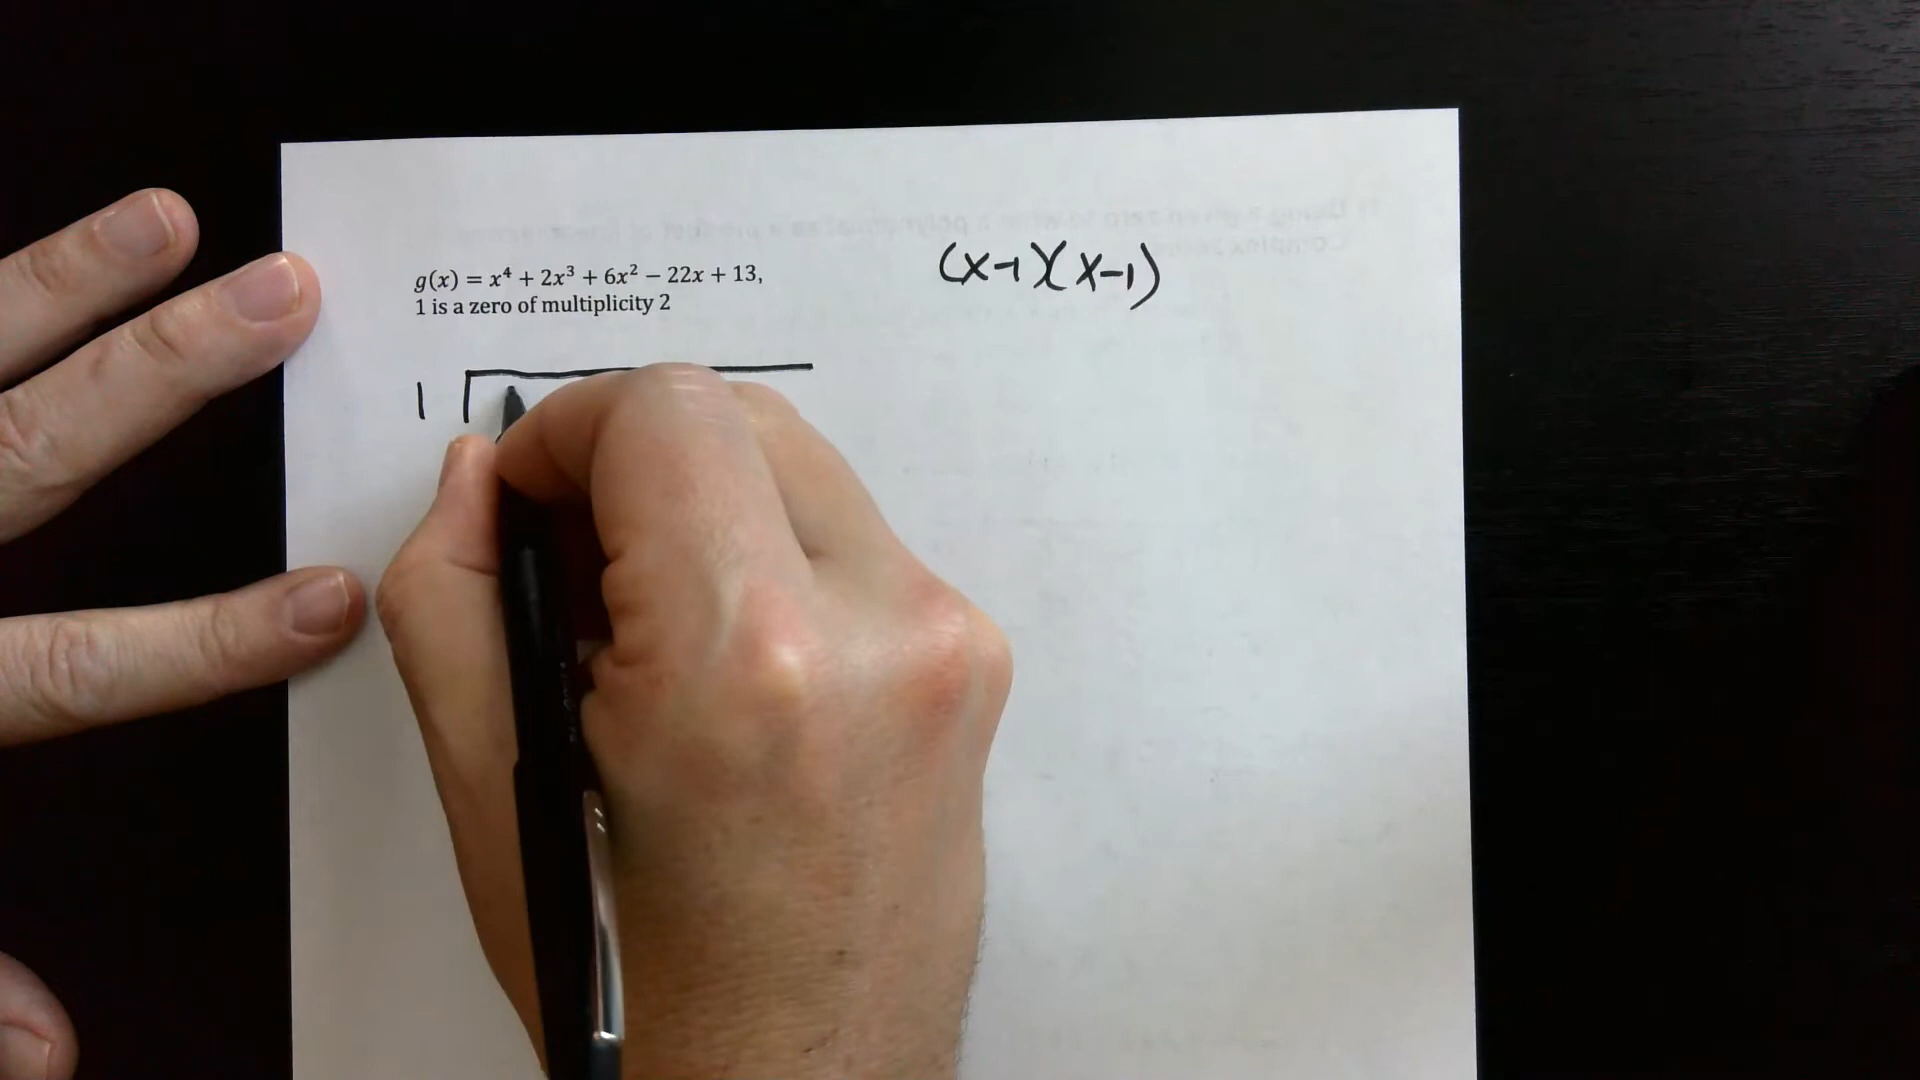 g(x) = x⁴ + 2x³ + 6x² − 22x + 13,
1 is a zero of multiplicity 2
(x-1)(x-1)
1